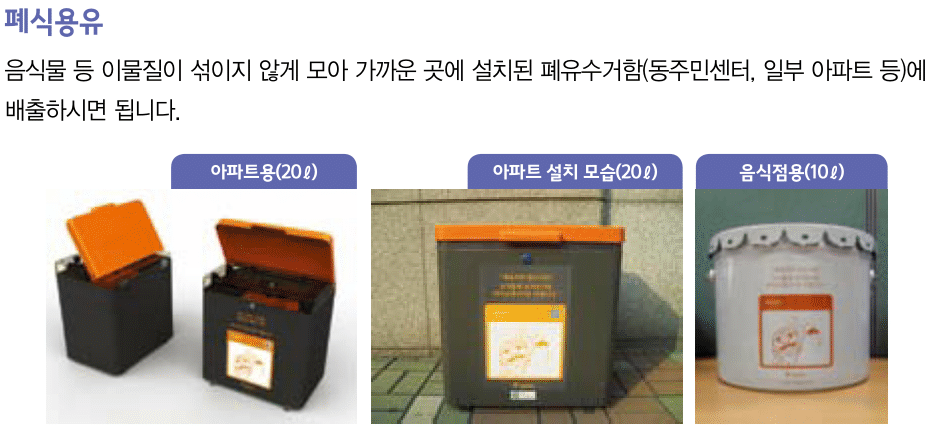 폐식용유
음식물 등 이물질이 섞이지 않게 모아 가까운 곳에 설치된 폐유수거함(동주민센터, 일부 아파트 등)에
배출하시면 됩니다.
아파트용(20ℓ)
아파트 설치 모습(20ℓ)
음식점용(10ℓ)